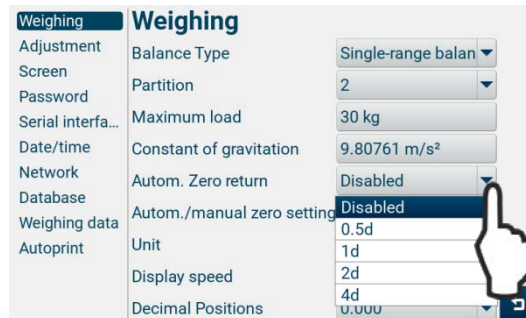 Weighing
Adjustment
Screen
Password
Serial interfa...
Date/time
Network
Database
Weighing data
Autoprint
Weighing
Balance Type Single-range balan
Partition 2
Maximum load 30 kg
Constant of gravitation 9.80761 m/s²
Autom. Zero return Disabled
Autom./manual zero setting Disabled
0.5d
Unit 1d
Display speed 2d
4d
Decimal Positions 0.000